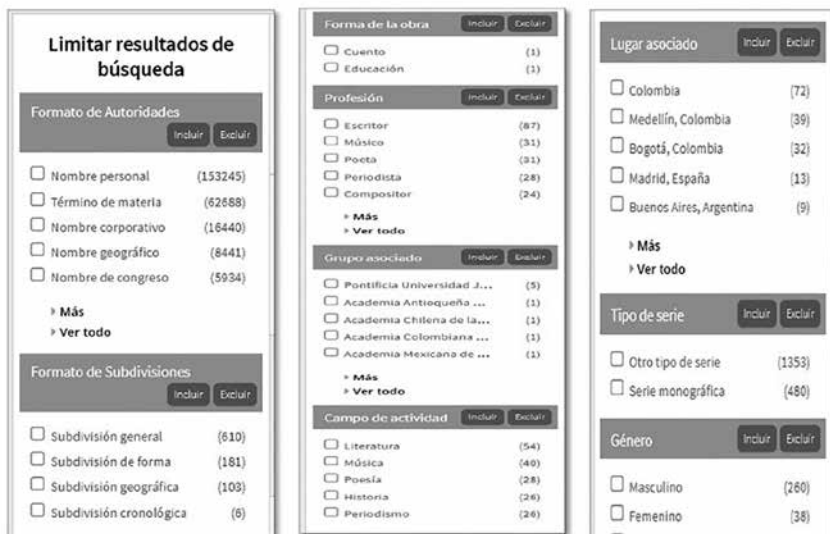 Limitar resultados de
búsqueda
Formato de Autoridades
Incluir Excluir
Nombre personal (153245)
Término de materia (62688)
Nombre corporativo (16440)
Nombre geográfico (8441)
Nombre de congreso (5934)
Más
Ver todo
Formato de Subdivisiones
Incluir Excluir
Subdivisión general (610)
Subdivisión de forma (181)
Subdivisión geográfica (103)
Subdivisión cronológica (6)
Forma de la obra Incluir Excluir
Cuento (1)
Educación (1)
Profesión Incluir Excluir
Escritor (87)
Músico (31)
Poeta (31)
Periodista (28)
Compositor (24)
Más
Ver todo
Grupo asociado Incluir Excluir
Pontificia Universidad J... (5)
Academia Antioqueña ... (1)
Academia Chilena de la... (1)
Academia Colombiana ... (1)
Academia Mexicana de ... (1)
Más
Ver todo
Campo de actividad Incluir Excluir
Literatura (54)
Música (40)
Poesía (28)
Historia (26)
Periodismo (26)
Lugar asociado Incluir Excluir
Colombia (72)
Medellín, Colombia (39)
Bogotá, Colombia (32)
Madrid, España (13)
Buenos Aires, Argentina (9)
Más
Ver todo
Tipo de serie Incluir Excluir
Otro tipo de serie (1353)
Serie monográfica (480)
Género Incluir Excluir
Masculino (260)
Femenino (38)